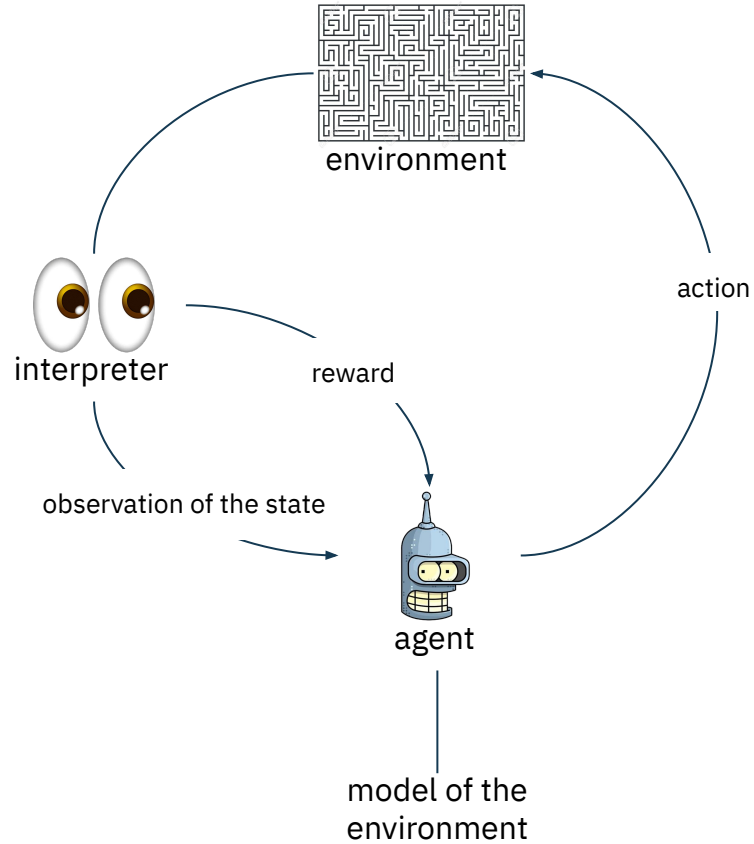 environment
action
interpreter
reward
observation of the state
agent
model of the
environment